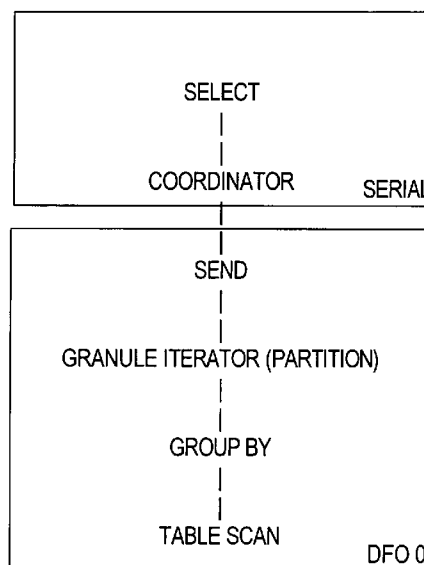 SELECT
COORDINATOR
SERIAL
SEND
GRANULE ITERATOR (PARTITION)
GROUP BY
TABLE SCAN
DFO 0